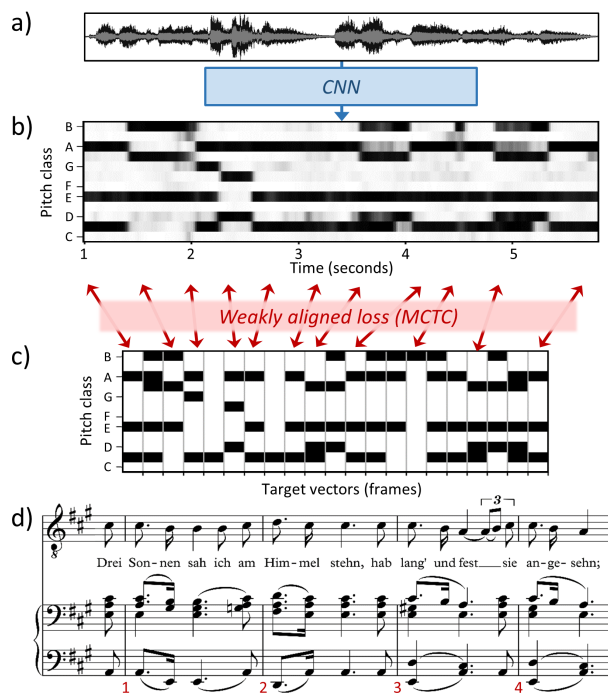 a)
CNN
b)
Pitch class
B
A
G
F
E
D
C
1 2 3 4 5
Time (seconds)
Weakly aligned loss (MCTC)
c)
Pitch class
B
A
G
F
E
D
C
Target vectors (frames)
d)
3
8
Drei Son-nen sah ich am Him-mel stehn, hab lang' und fest sie an-ge-sehn;
1 2 3 4